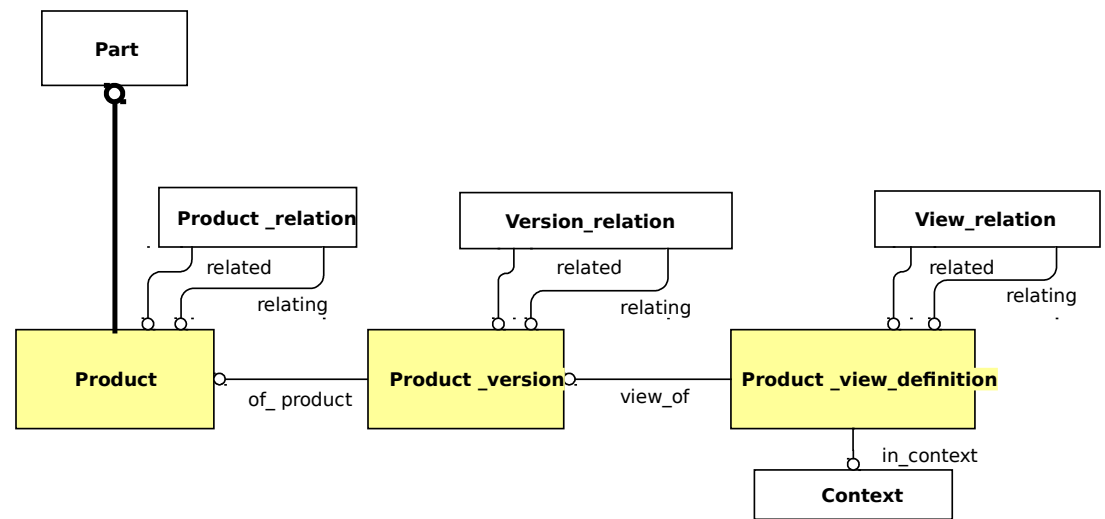 Part
Product _relation
Version_relation
View_relation
related
related
related
relating
relating
relating
Product
Product _version
Product _view_definition
of_ product
view_of
in_context
Context